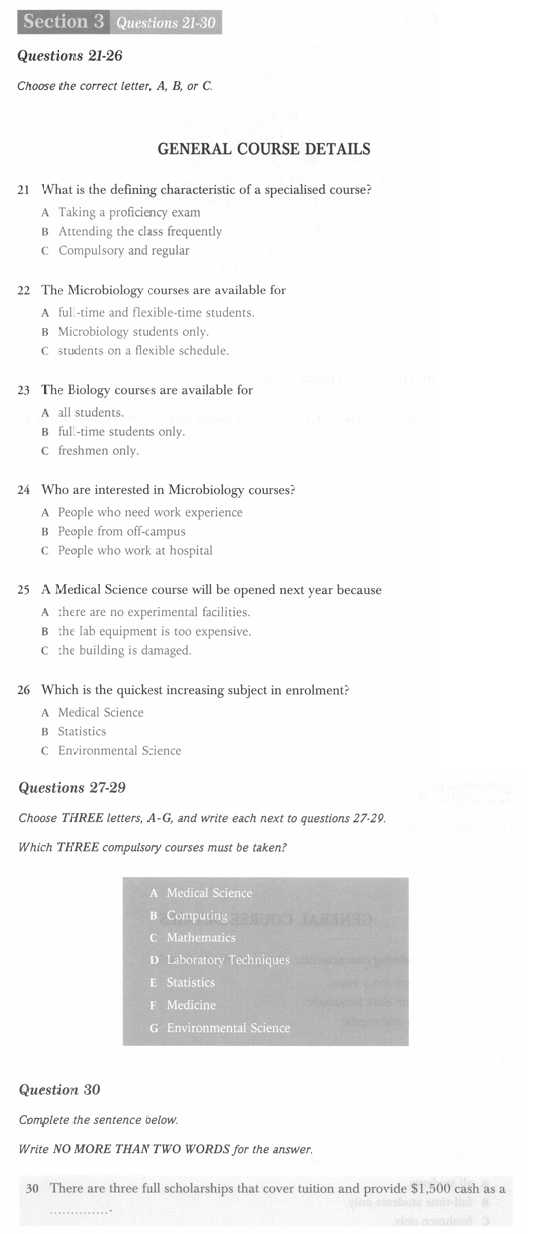 Section 3 Questions 21-30
Questions 21-26
Choose the correct letter, A, B, or C.
GENERAL COURSE DETAILS
21 What is the defining characteristic of a specialised course?
A Taking a proficiency exam
B Attending the class frequently
C Compulsory and regular
22 The Microbiology courses are available for
A full-time and flexible-time students.
B Microbiology students only.
C students on a flexible schedule.
23 The Biology courses are available for
A all students.
B full-time students only.
C freshmen only.
24 Who are interested in Microbiology courses?
A People who need work experience
B People from off-campus
C People who work at hospital
25 A Medical Science course will be opened next year because
A there are no experimental facilities.
B the lab equipment is too expensive.
C the building is damaged.
26 Which is the quickest increasing subject in enrolment?
A Medical Science
B Statistics
C Environmental Science
Questions 27-29
Choose THREE letters, A-G, and write each next to questions 27-29.
Which THREE compulsory courses must be taken?
A Medical Science
B Computing
C Mathematics
D Laboratory Techniques
E Statistics
F Medicine
G Environmental Science
Question 30
Complete the sentence below.
Write NO MORE THAN TWO WORDS for the answer.
30 There are three full scholarships that cover tuition and provide $1,500 cash as a
..............